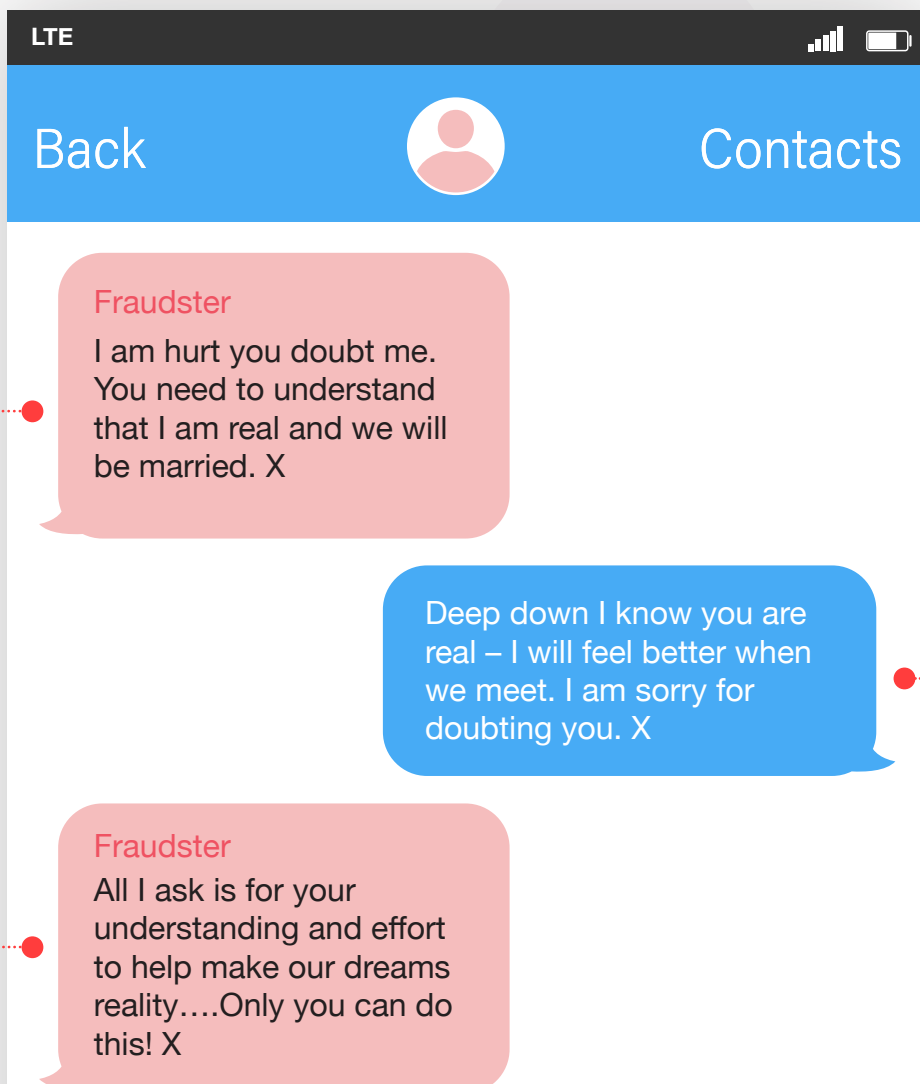 LTE
Back
Contacts
Fraudster
I am hurt you doubt me.
You need to understand
that I am real and we will
be married. X
Deep down I know you are
real – I will feel better when
we meet. I am sorry for
doubting you. X
Fraudster
All I ask is for your
understanding and effort
to help make our dreams
reality….Only you can do
this! X